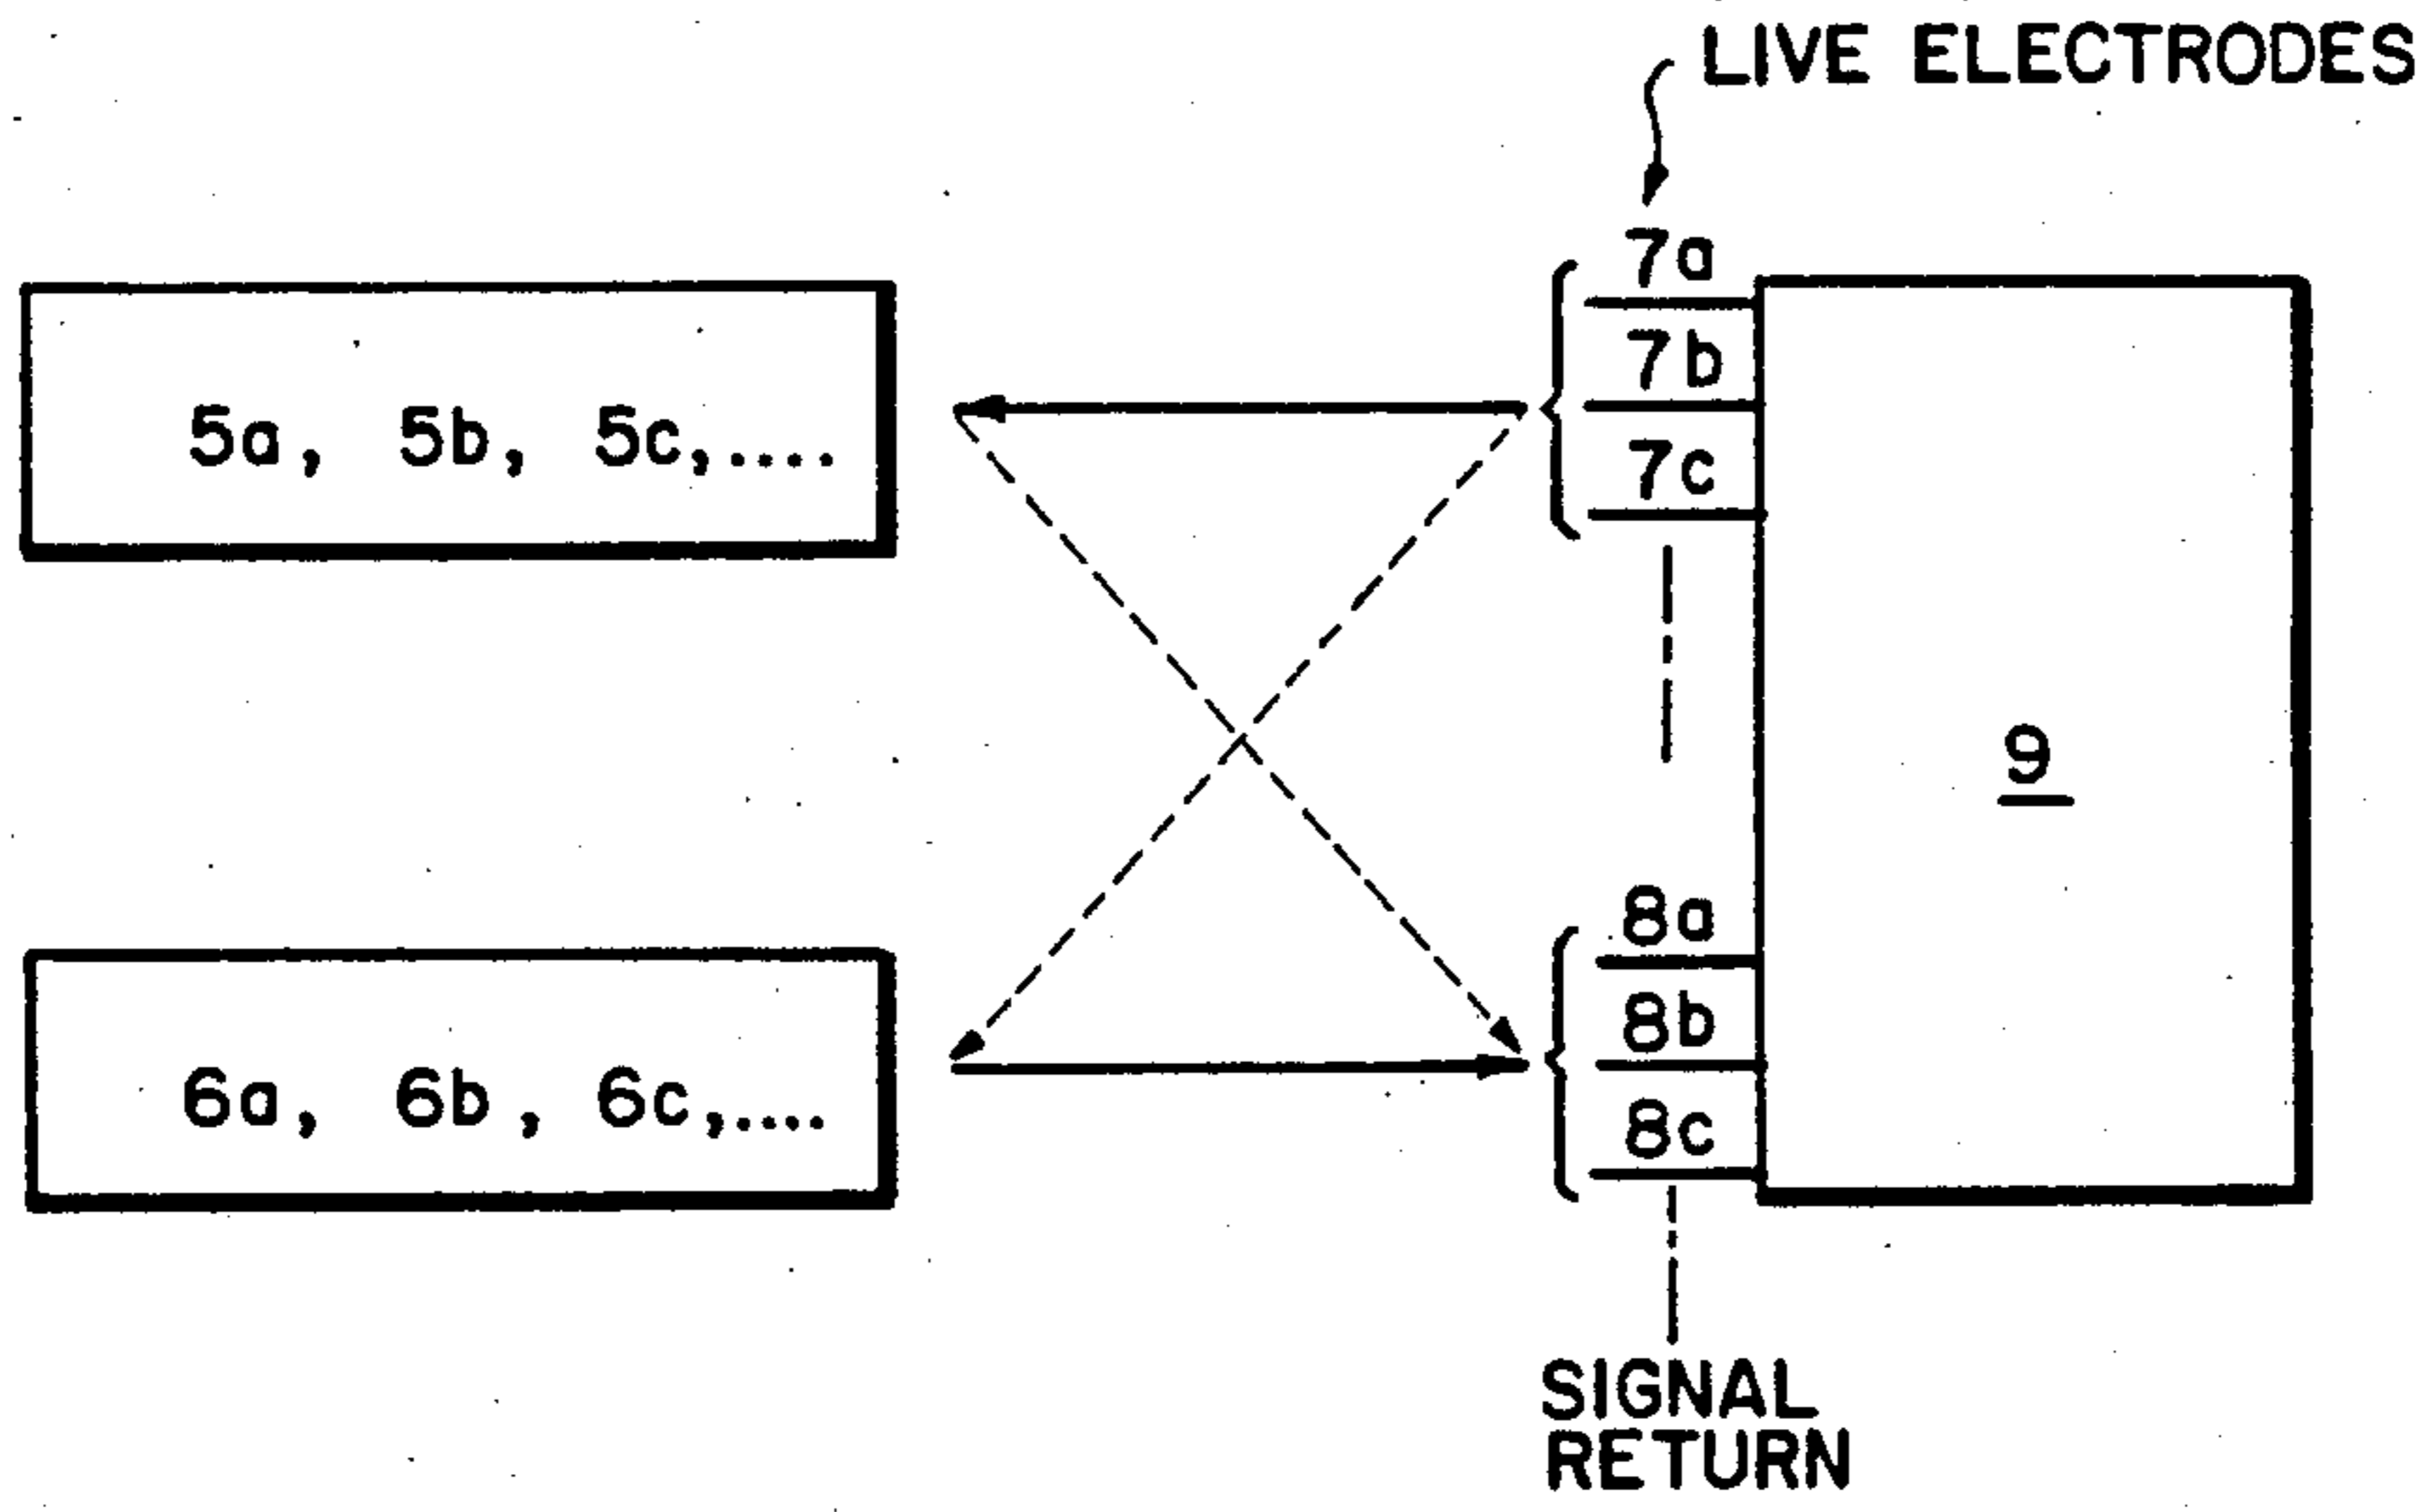 LIVE ELECTRODES
7a
7b
5a, 5b, 5c,....
7c
9
8a
8b
6a, 6b, 6c,....
8c
SIGNAL
RETURN